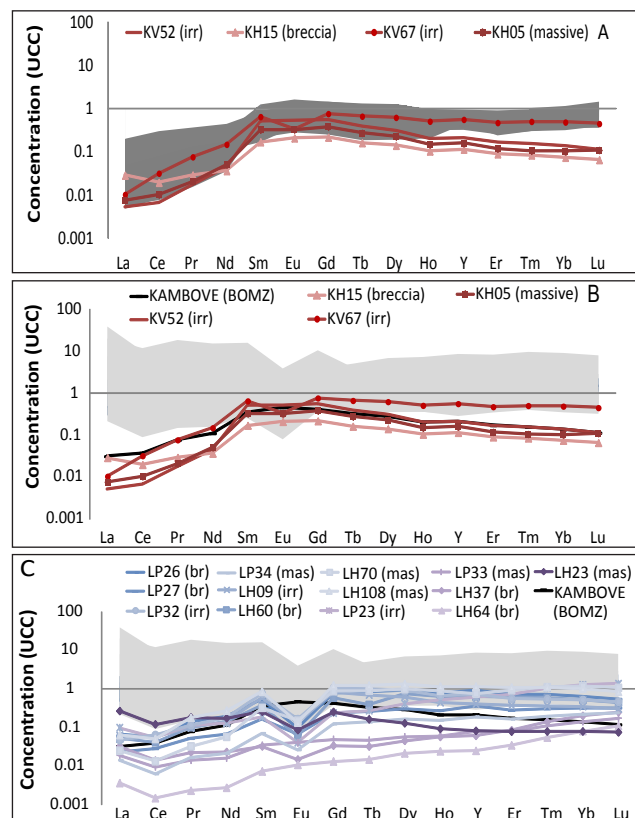 A
KV52 (irr) KH15 (breccia) KV67 (irr) KH05 (massive)
Concentration (UCC)
100
10
1
0.1
0.01
0.001
La Ce Pr Nd Sm Eu Gd Tb Dy Ho Y Er Tm Yb Lu
B
KAMBOVE (BOMZ) KH15 (breccia) KH05 (massive)
KV52 (irr) KV67 (irr)
Concentration (UCC)
100
10
1
0.1
0.01
0.001
La Ce Pr Nd Sm Eu Gd Tb Dy Ho Y Er Tm Yb Lu
C
LP26 (br) LP34 (mas) LH70 (mas) LP33 (mas) LH23 (mas)
LP27 (br) LH09 (irr) LH108 (mas) LH37 (br) KAMBOVE
LP32 (irr) LH60 (br) LP23 (irr) LH64 (br) (BOMZ)
Concentration (UCC)
100
10
1
0.1
0.01
0.001
La Ce Pr Nd Sm Eu Gd Tb Dy Ho Y Er Tm Yb Lu